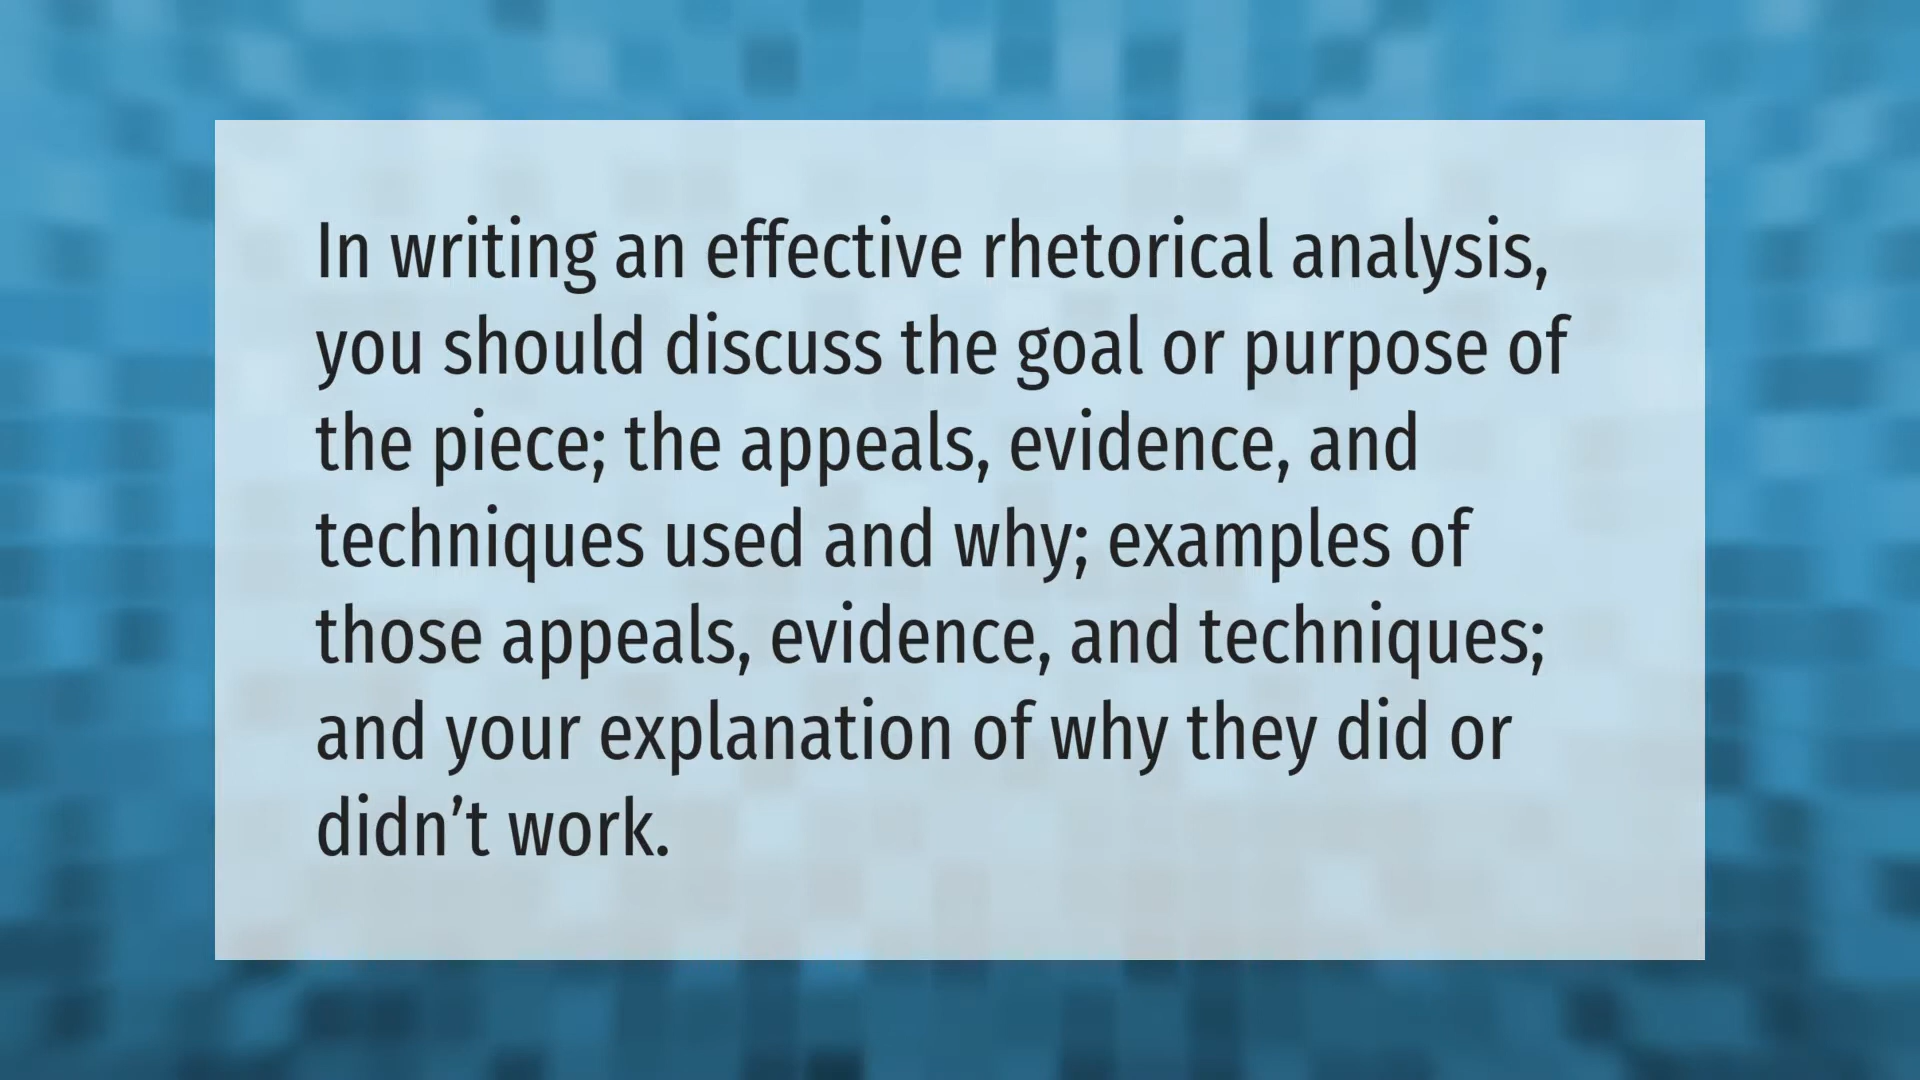 In writing an effective rhetorical analysis,
you should discuss the goal or purpose of
the piece; the appeals, evidence, and
techniques used and why; examples of
those appeals, evidence, and techniques;
and your explanation of why they did or
didn’t work.